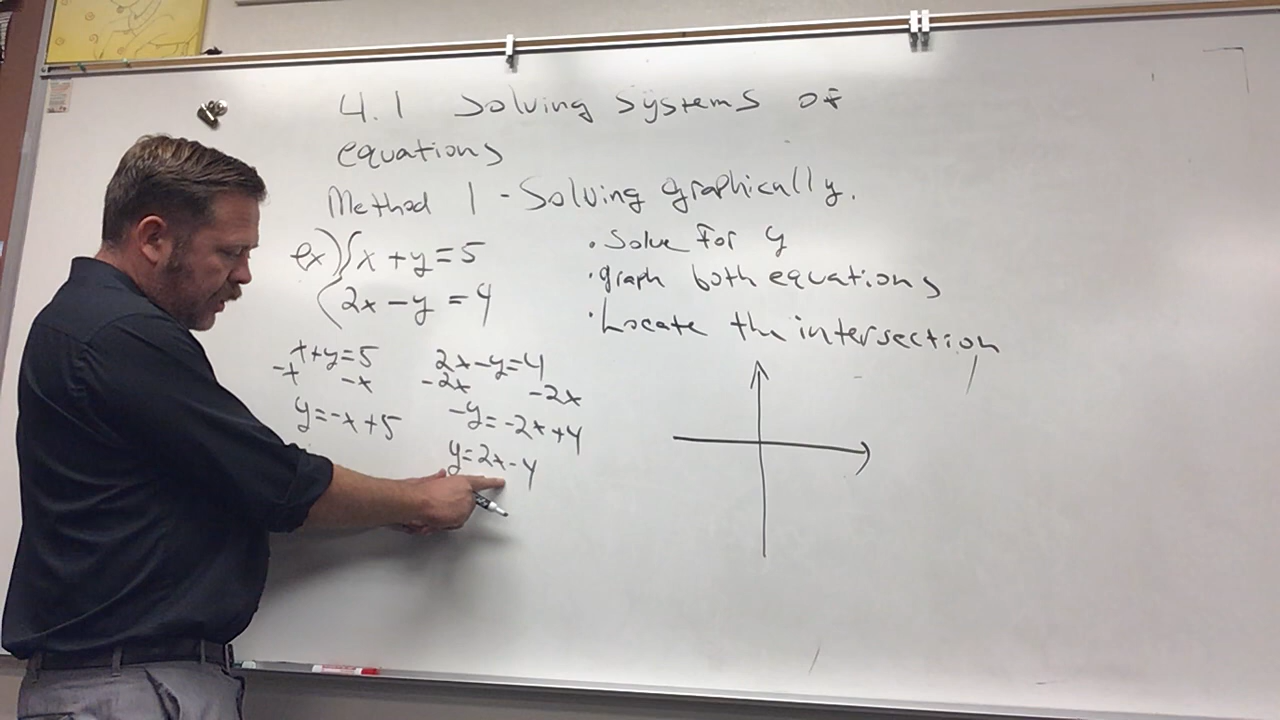 4.1 Solving systems of
equations
Method 1 - Solving graphically.
ex) x+y=5
2x-y=4
• Solve for y
• graph both equations
• Locate the intersection
x+y=5
-x -x
y=-x+5
2x-y=4
-2x -2x
-y=-2x+4
y=2x-4